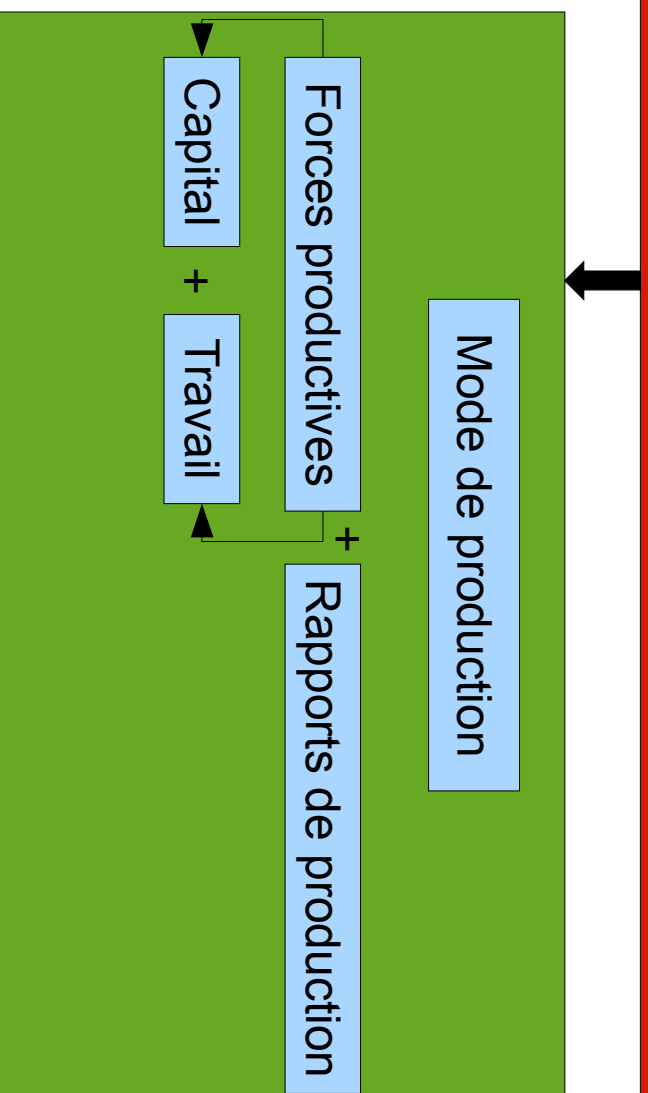 Mode de production
Forces productives + Rapports de production
Capital + Travail